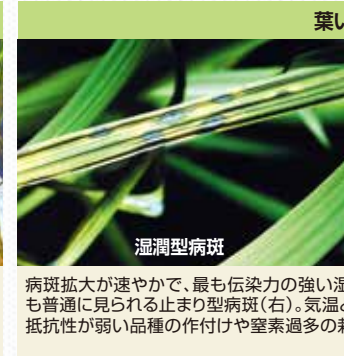 葉い
湿潤型病斑
病斑拡大が速やかで、最も伝染力の強い湿
も普通に見られる止まり型病斑（右）。気温と
抵抗性が弱い品種の作付けや窒素過多の栽